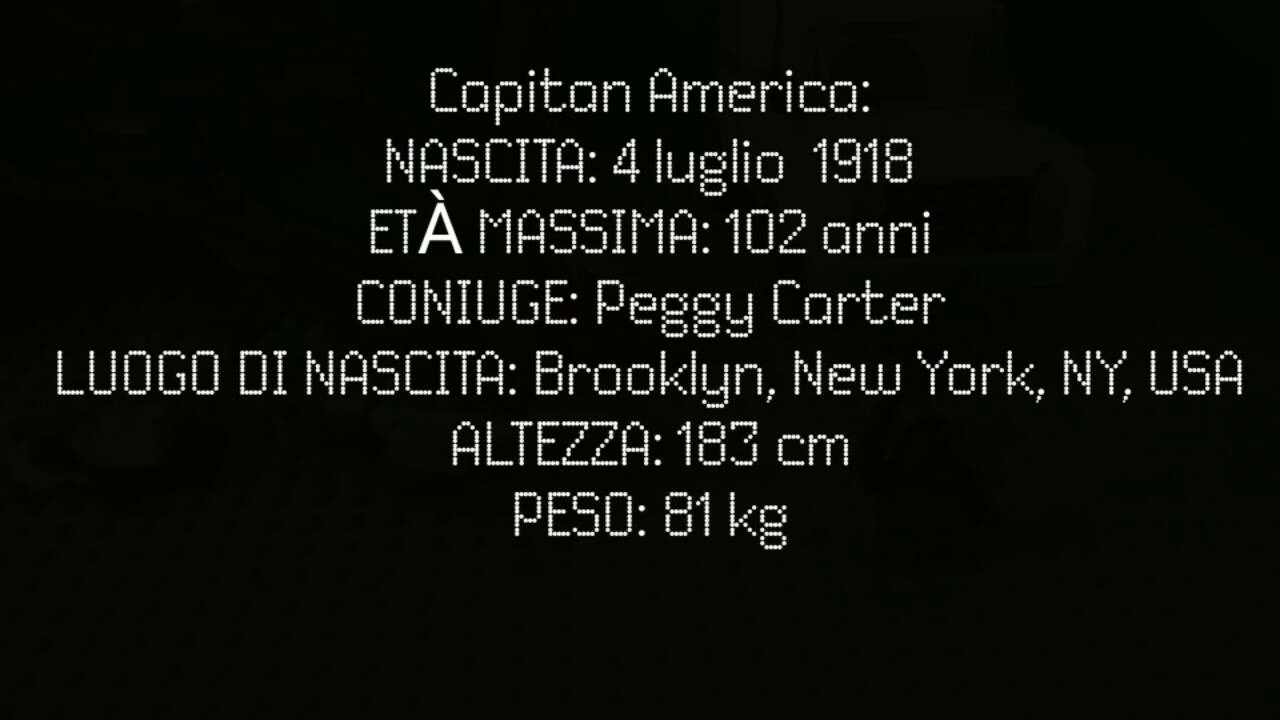 Capitan America:
NASCITA: 4 luglio 1918
ETÀ MASSIMA: 102 anni
CONIUGE: Peggy Carter
LUOGO DI NASCITA: Brooklyn, New York, NY, USA
ALTEZZA: 183 cm
PESO: 81 kg